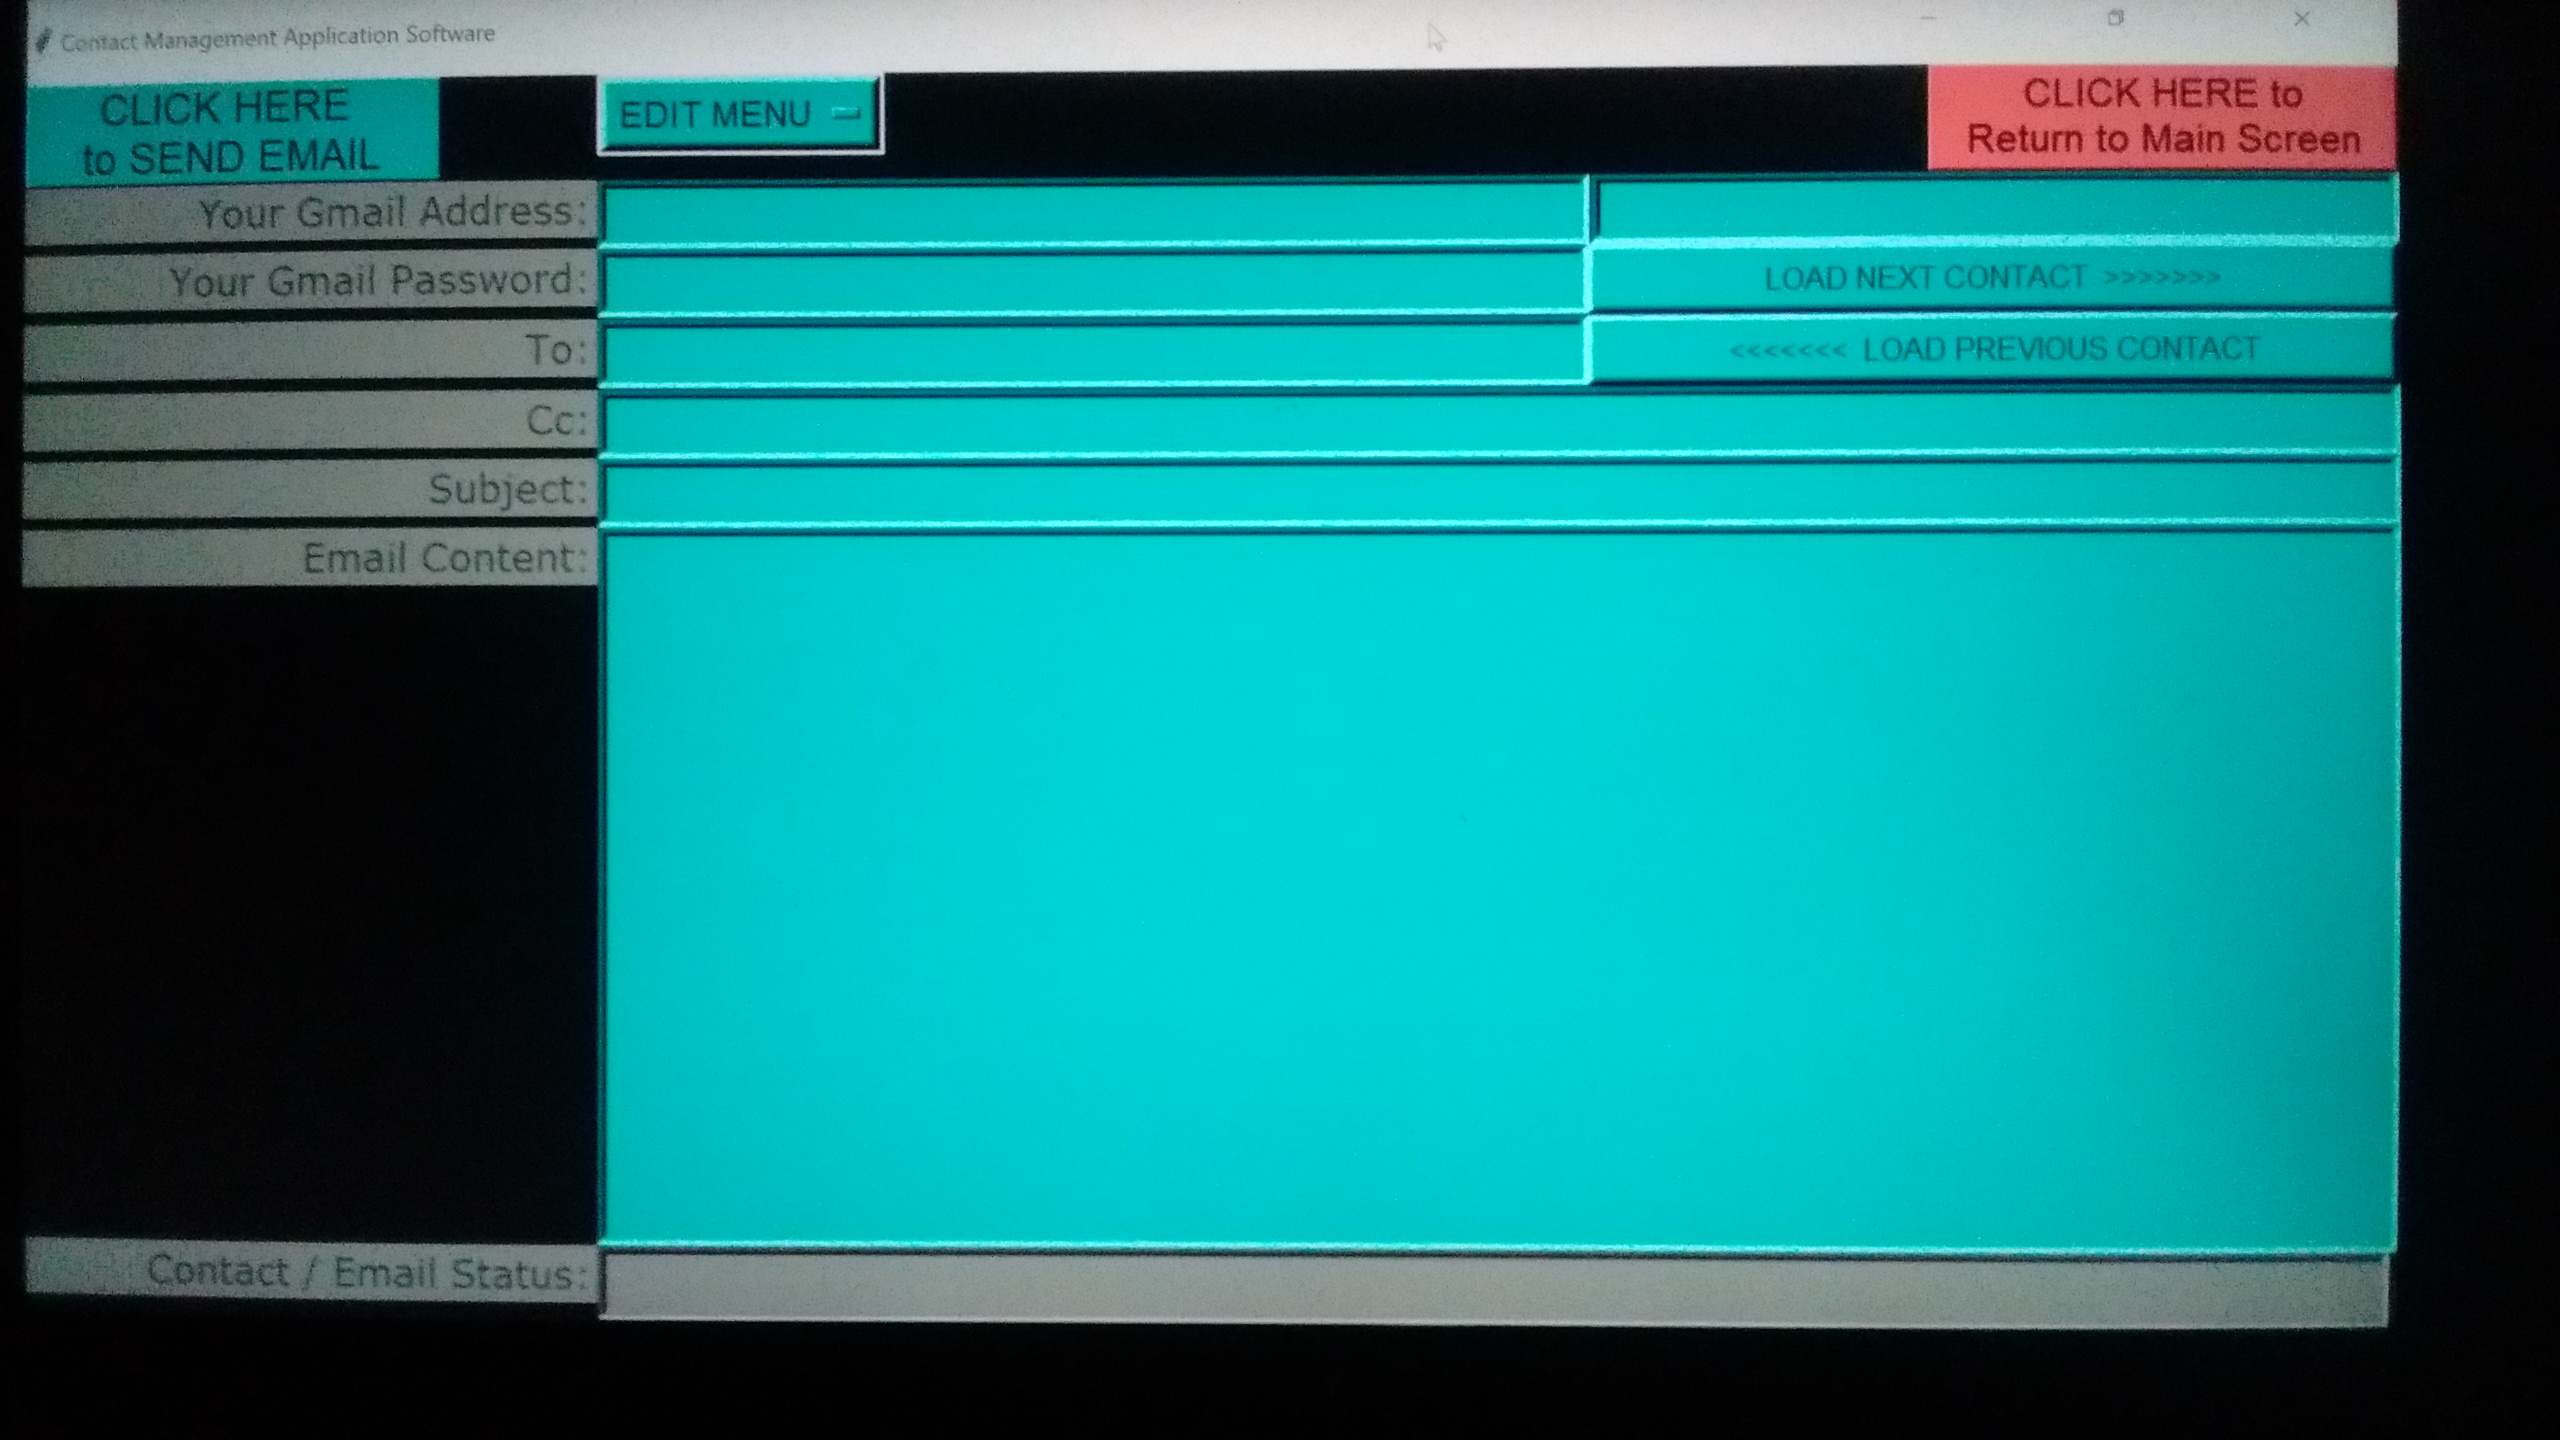 Contact Management Application Software
CLICK HERE
to SEND EMAIL
EDIT MENU
CLICK HERE to
Return to Main Screen
Your Gmail Address:
Your Gmail Password:
LOAD NEXT CONTACT >>>>>>>
To:
<<<<<<< LOAD PREVIOUS CONTACT
Cc:
Subject:
Email Content:
Contact / Email Status: